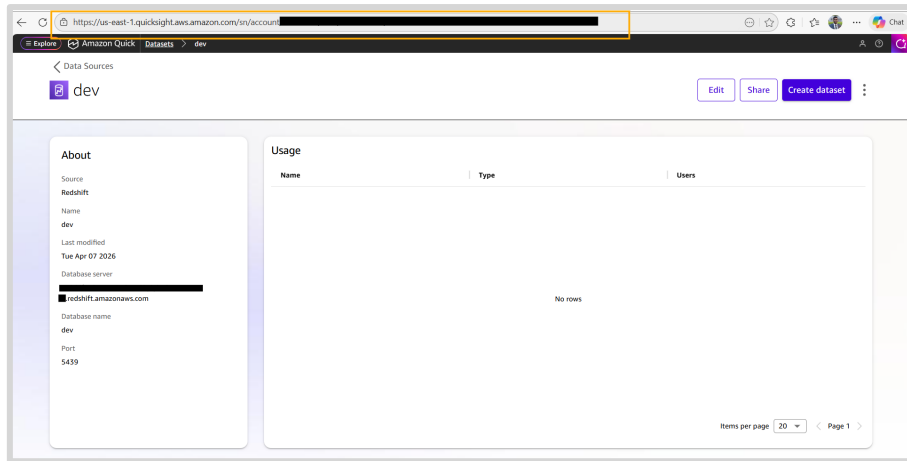 https://us-east-1.quicksight.aws.amazon.com/sn/account
Chat
Explore Amazon Quick Datasets > dev
Data Sources
dev
Edit Share Create dataset
About
Source
Redshift
Name
dev
Last modified
Tue Apr 07 2026
Database server
.redshift.amazonaws.com
Database name
dev
Port
5439
Usage
Name Type Users
No rows
Items per page 20 Page 1